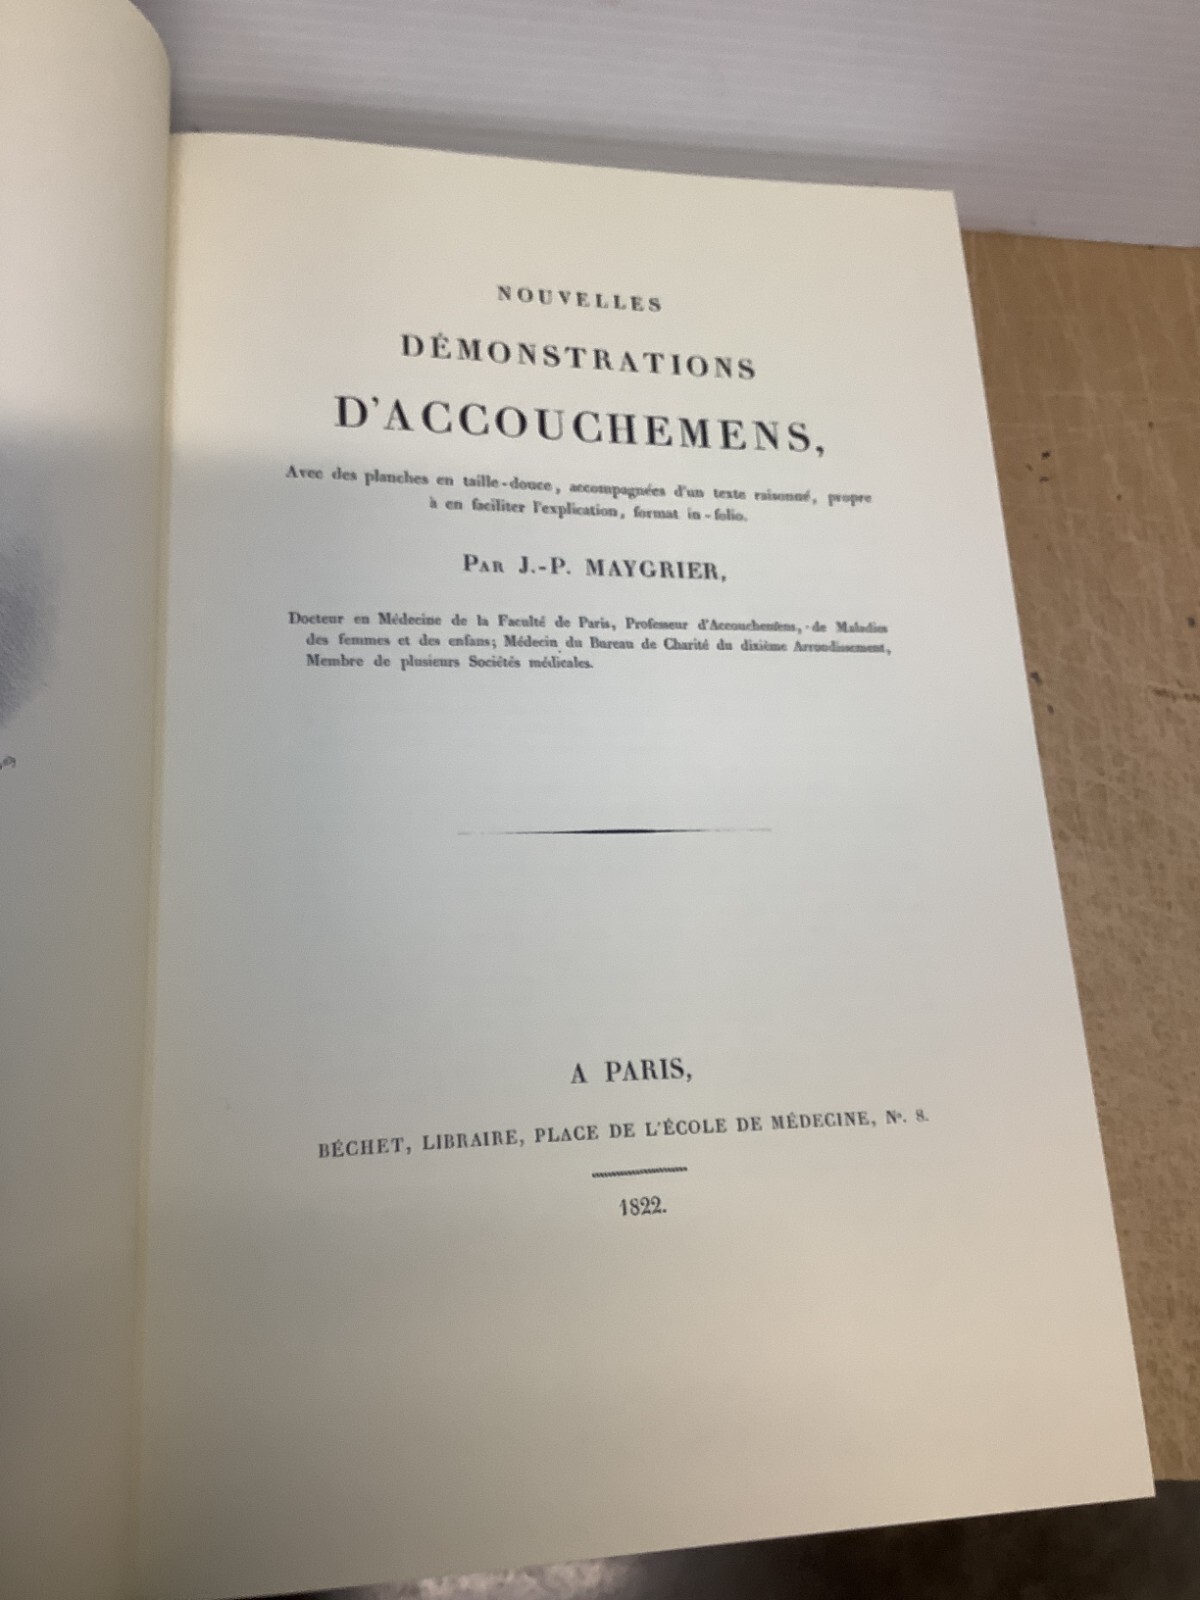 NOUVELLES
DÉMONSTRATIONS
D'ACCOUCHEMENS,
Avec des planches en taille-douce, accompagnées d'un texte raisonné, propre
à en faciliter l'explication, format in-folio.
PAR J.-P. MAYGRIER,
Docteur en Médecine de la Faculté de Paris, Professeur d'Accouchemens, de Maladies
des femmes et des enfans; Médecin du Bureau de Charité du dixième Arrondissement,
Membre de plusieurs Sociétés médicales.
A PARIS,
BÉCHET, LIBRAIRE, PLACE DE L'ÉCOLE DE MÉDECINE, Nº. 8.
1822.